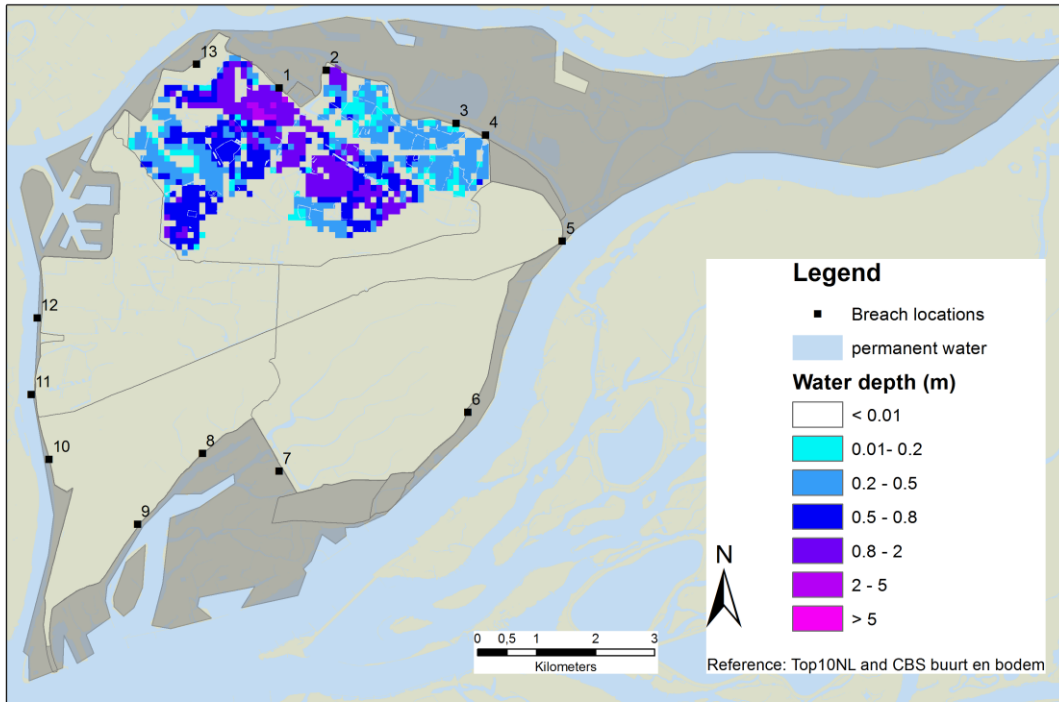 13
1
2
3
4
5
12
11
10
9
8
7
6
Legend
Breach locations
permanent water
Water depth (m)
< 0.01
0.01- 0.2
0.2 - 0.5
0.5 - 0.8
0.8 - 2
2 - 5
> 5
N
0 0,5 1 2 3
Kilometers
Reference: Top10NL and CBS buurt en bodem